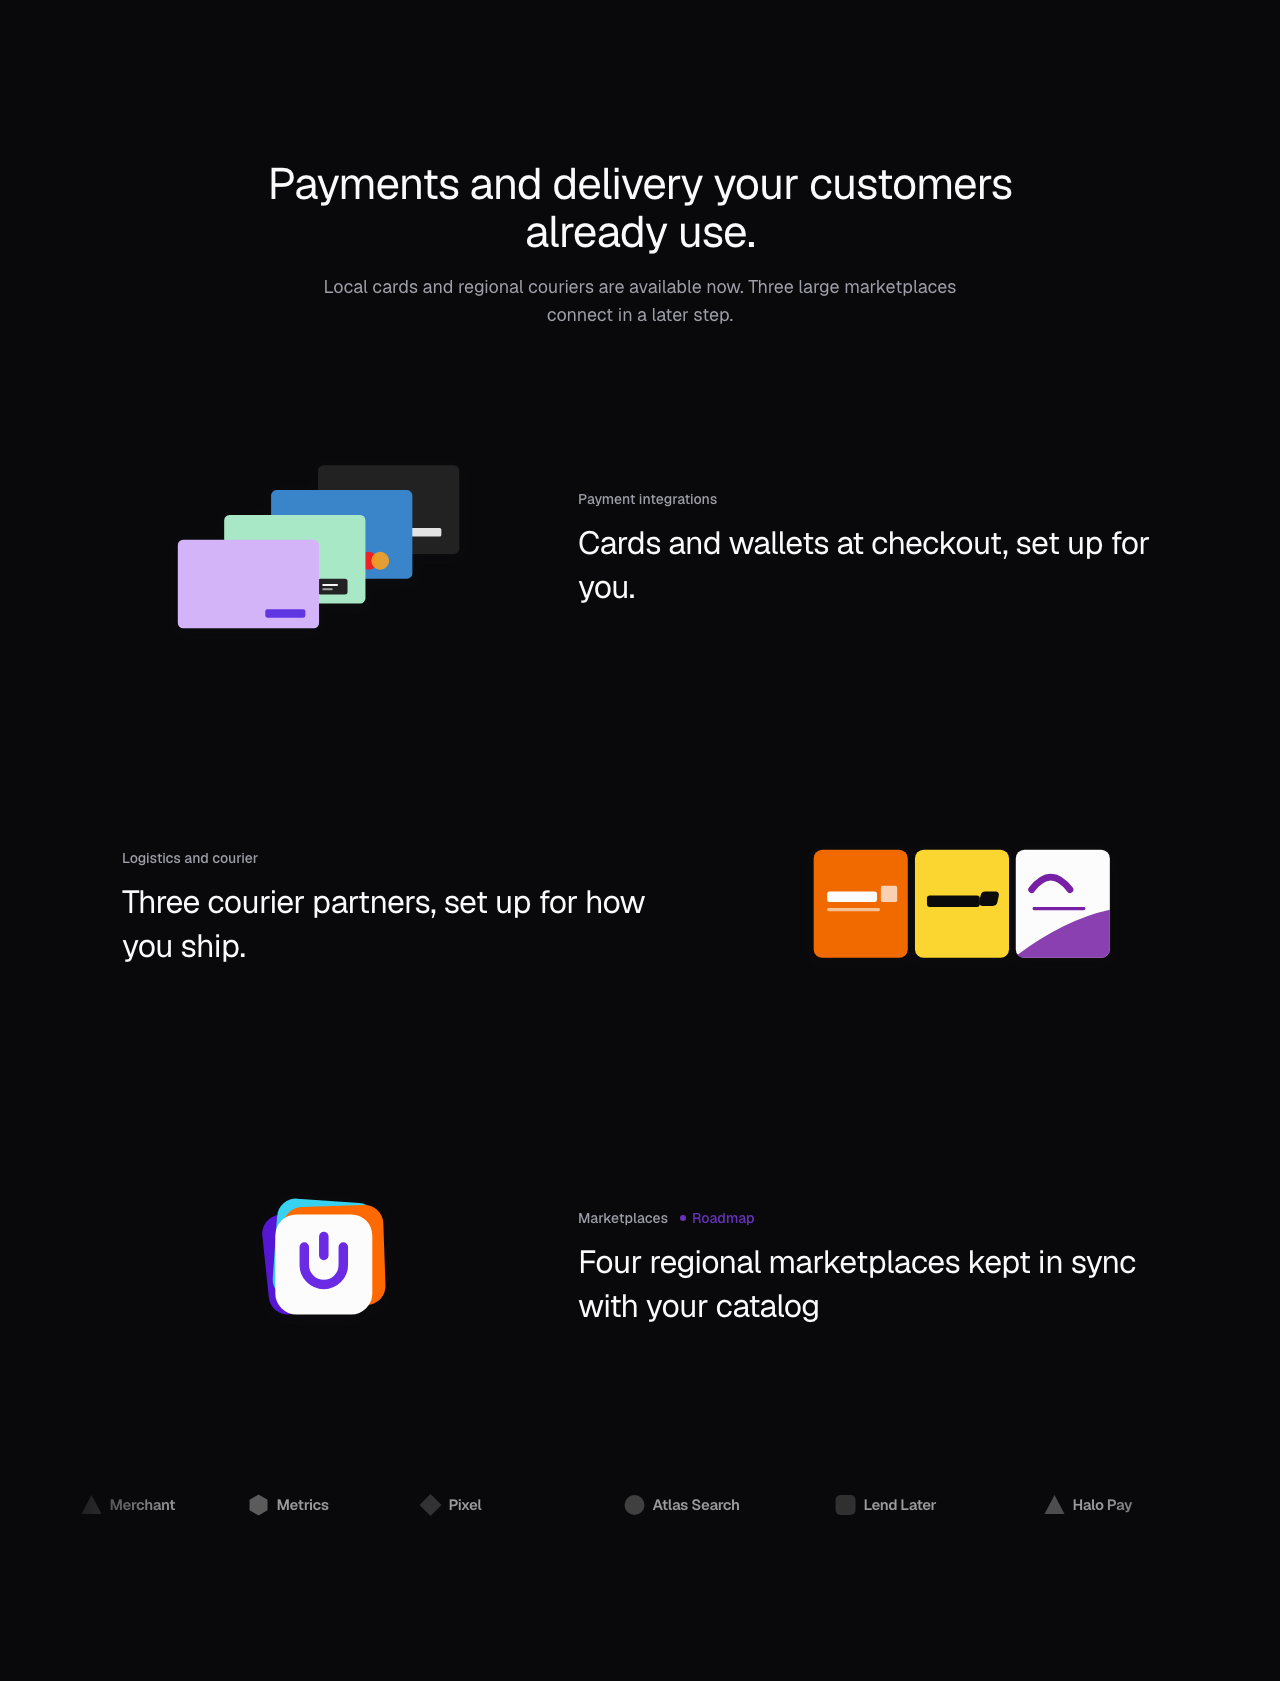 Payments and delivery your customers
already use.
Local cards and regional couriers are available now. Three large marketplaces
connect in a later step.
Payment integrations
Cards and wallets at checkout, set up for
you.
Logistics and courier
Three courier partners, set up for how
you ship.
Marketplaces • Roadmap
Four regional marketplaces kept in sync
with your catalog
Merchant Metrics Pixel Atlas Search Lend Later Halo Pay